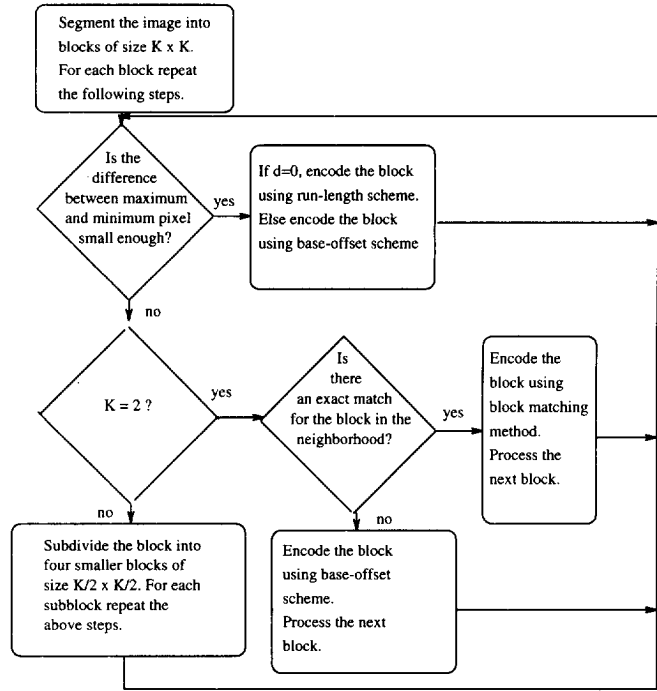 Segment the image into
blocks of size K x K.
For each block repeat
the following steps.
Is the
difference
between maximum
and minimum pixel
small enough?
yes
If d=0, encode the block
using run-length scheme.
Else encode the block
using base-offset scheme
no
K = 2 ?
yes
Is
there
an exact match
for the block in the
neighborhood?
yes
Encode the
block using
block matching
method.
Process the
next block.
no
Subdivide the block into
four smaller blocks of
size K/2 x K/2. For each
subblock repeat the
above steps.
no
Encode the block
using base-offset
scheme.
Process the next
block.